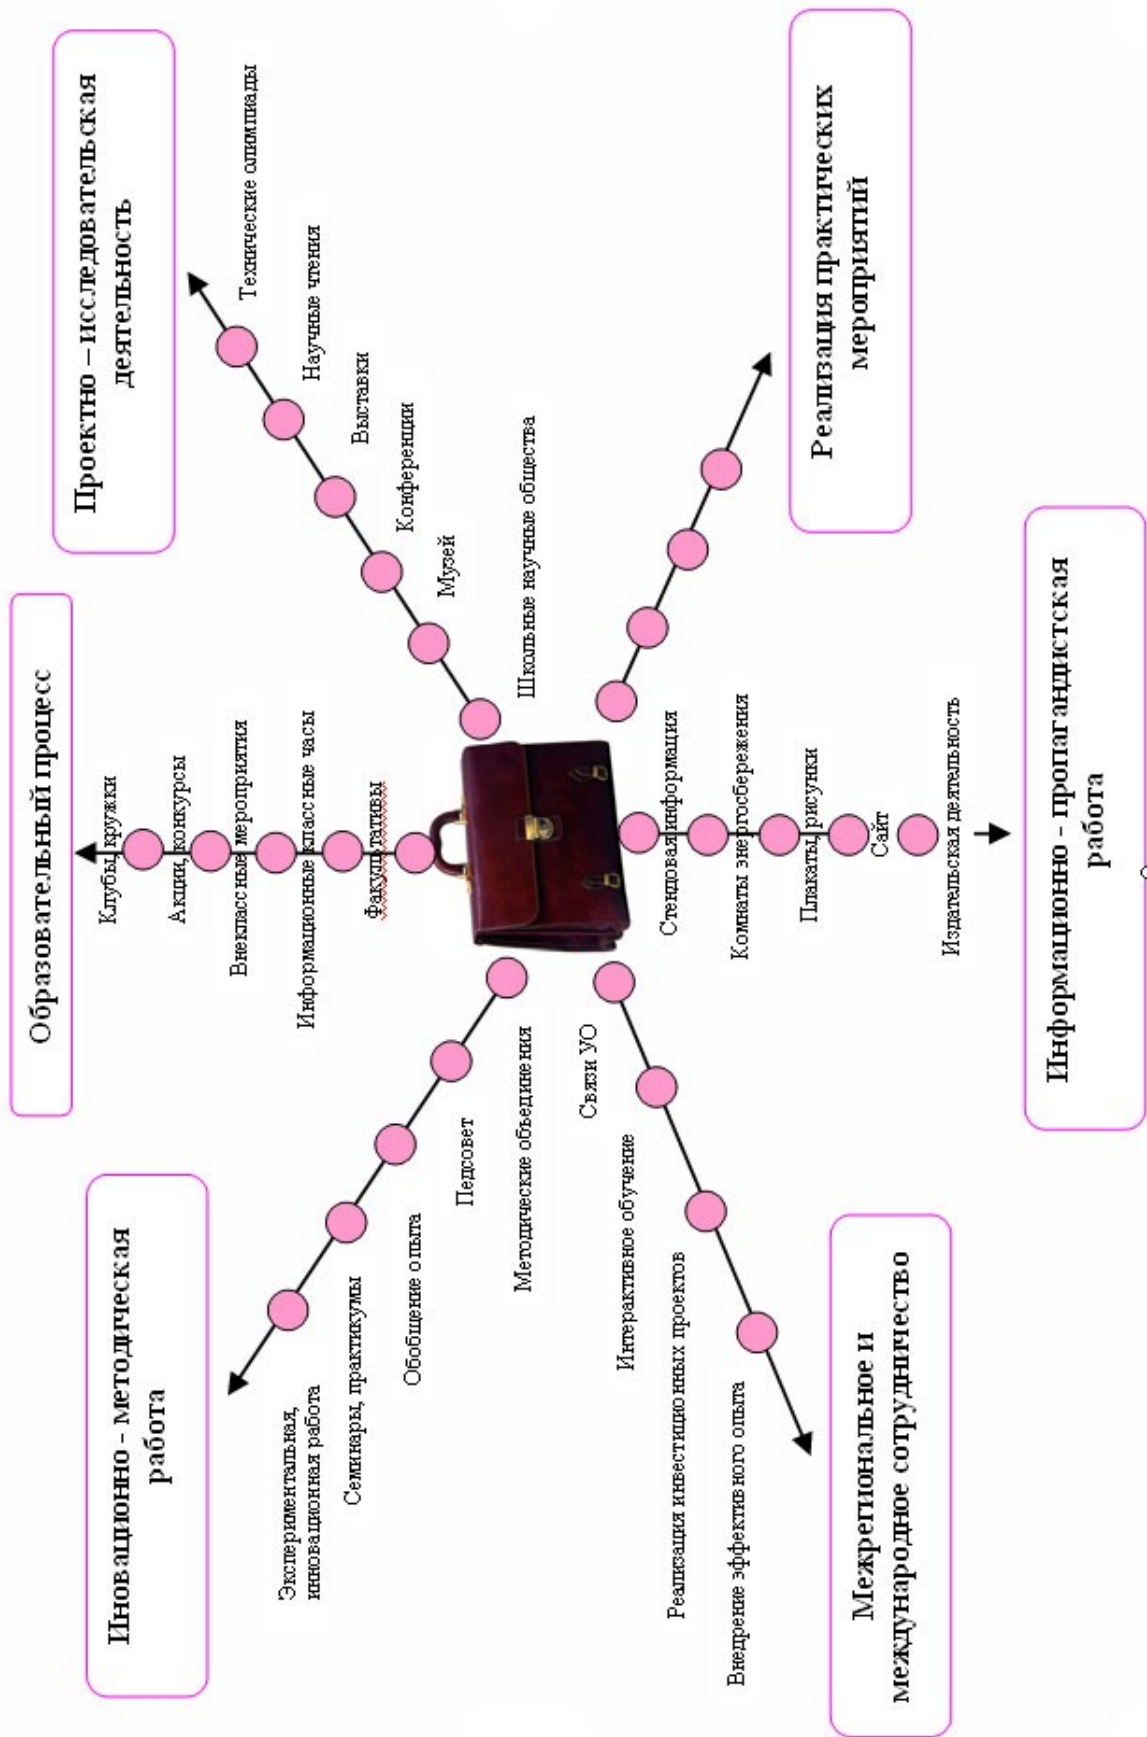 Иновационно - методическая
работа
Образовательный процесс
Проектно – исследовательская
деятельность
Клубы, кружки
Акции, конкурсы
Внеклассные мероприятия
Информационные классные часы
Факультативы
Технические олимпиады
Научные чтения
Выставки
Конференции
Музей
Школьные научные общества
Экспериментальная,
инновационная работа
Семинары, практикумы
Обобщение опыта
Педсовет
Методические объединения
Связи УО
Интерактивное обучение
Реализация инвестиционных проектов
Внедрение эффективного опыта
Стендовая информация
Комнаты энергосбережения
Плакаты, рисунки
Сайт
Издательская деятельность
Межрегиональное и
международное сотрудничество
Информационно - пропагандистская
работа
Реализация практических
мероприятий